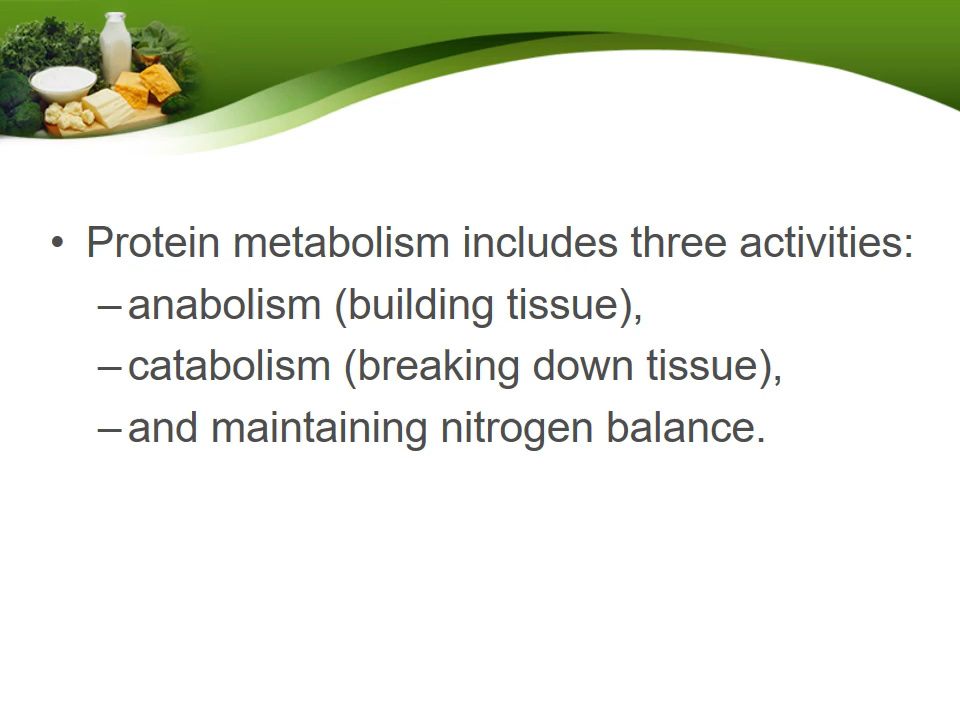 • Protein metabolism includes three activities:
– anabolism (building tissue),
– catabolism (breaking down tissue),
– and maintaining nitrogen balance.